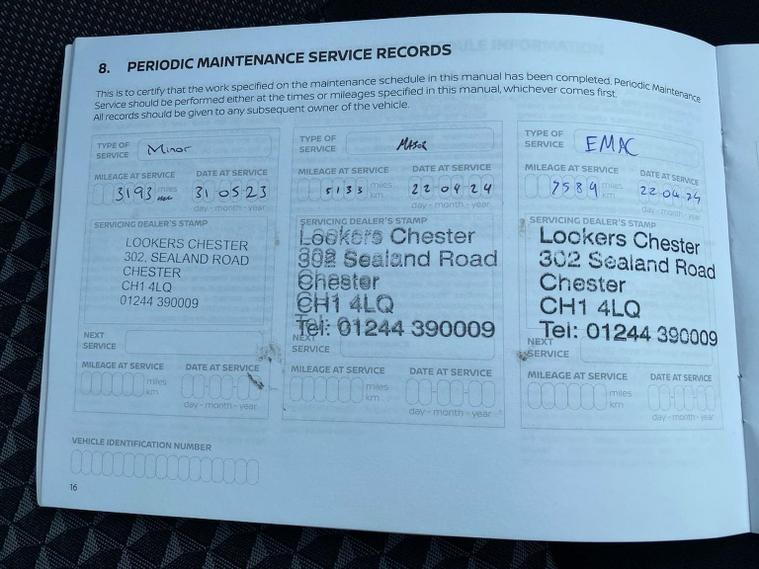 8. PERIODIC MAINTENANCE SERVICE RECORDS
This is to certify that the work specified on the maintenance schedule in this manual has been completed. Periodic Maintenance
Service should be performed either at the times or mileages specified in this manual, whichever comes first.
All records should be given to any subsequent owner of the vehicle.
TYPE OF SERVICE Minor
MILEAGE AT SERVICE DATE AT SERVICE
3193 miles 31 05 23
day - month - year
SERVICING DEALER'S STAMP
LOOKERS CHESTER
302, SEALAND ROAD
CHESTER
CH1 4LQ
01244 390009
NEXT SERVICE
MILEAGE AT SERVICE DATE AT SERVICE
miles
km
day - month - year
TYPE OF SERVICE MAJOR
MILEAGE AT SERVICE DATE AT SERVICE
5133 miles 22 04 24
km
day - month - year
SERVICING DEALER'S STAMP
Lookers Chester
302 Sealand Road
Chester
CH1 4LQ
Tel: 01244 390009
NEXT SERVICE
MILEAGE AT SERVICE DATE AT SERVICE
miles
km
day - month - year
TYPE OF SERVICE EMAC
MILEAGE AT SERVICE DATE AT SERVICE
7589 miles 22 04 24
km
day - month - year
SERVICING DEALER'S STAMP
Lookers Chester
302 Sealand Road
Chester
CH1 4LQ
Tel: 01244 390009
NEXT SERVICE
MILEAGE AT SERVICE DATE AT SERVICE
miles
km
day - month - year
VEHICLE IDENTIFICATION NUMBER
16